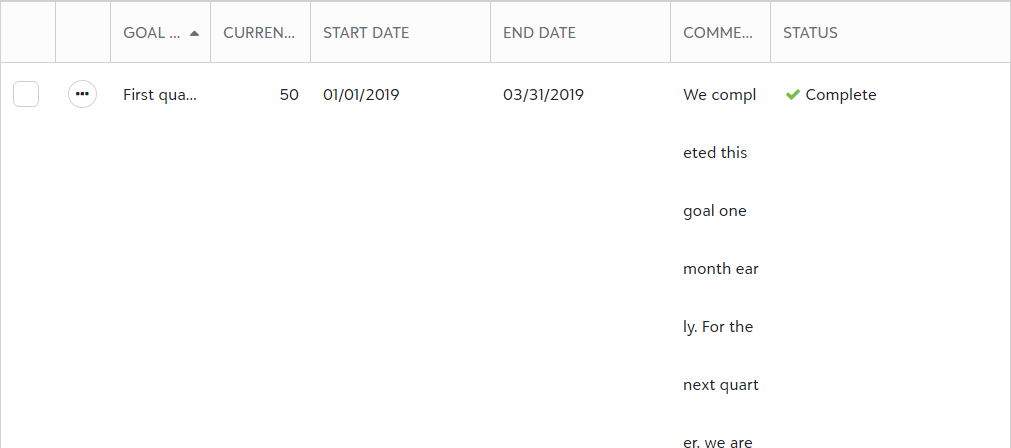 GOAL ... CURREN... START DATE END DATE COMME... STATUS
First qua... 50 01/01/2019 03/31/2019 We compl Complete
eted this
goal one
month ear
ly. For the
next quart
er, we are